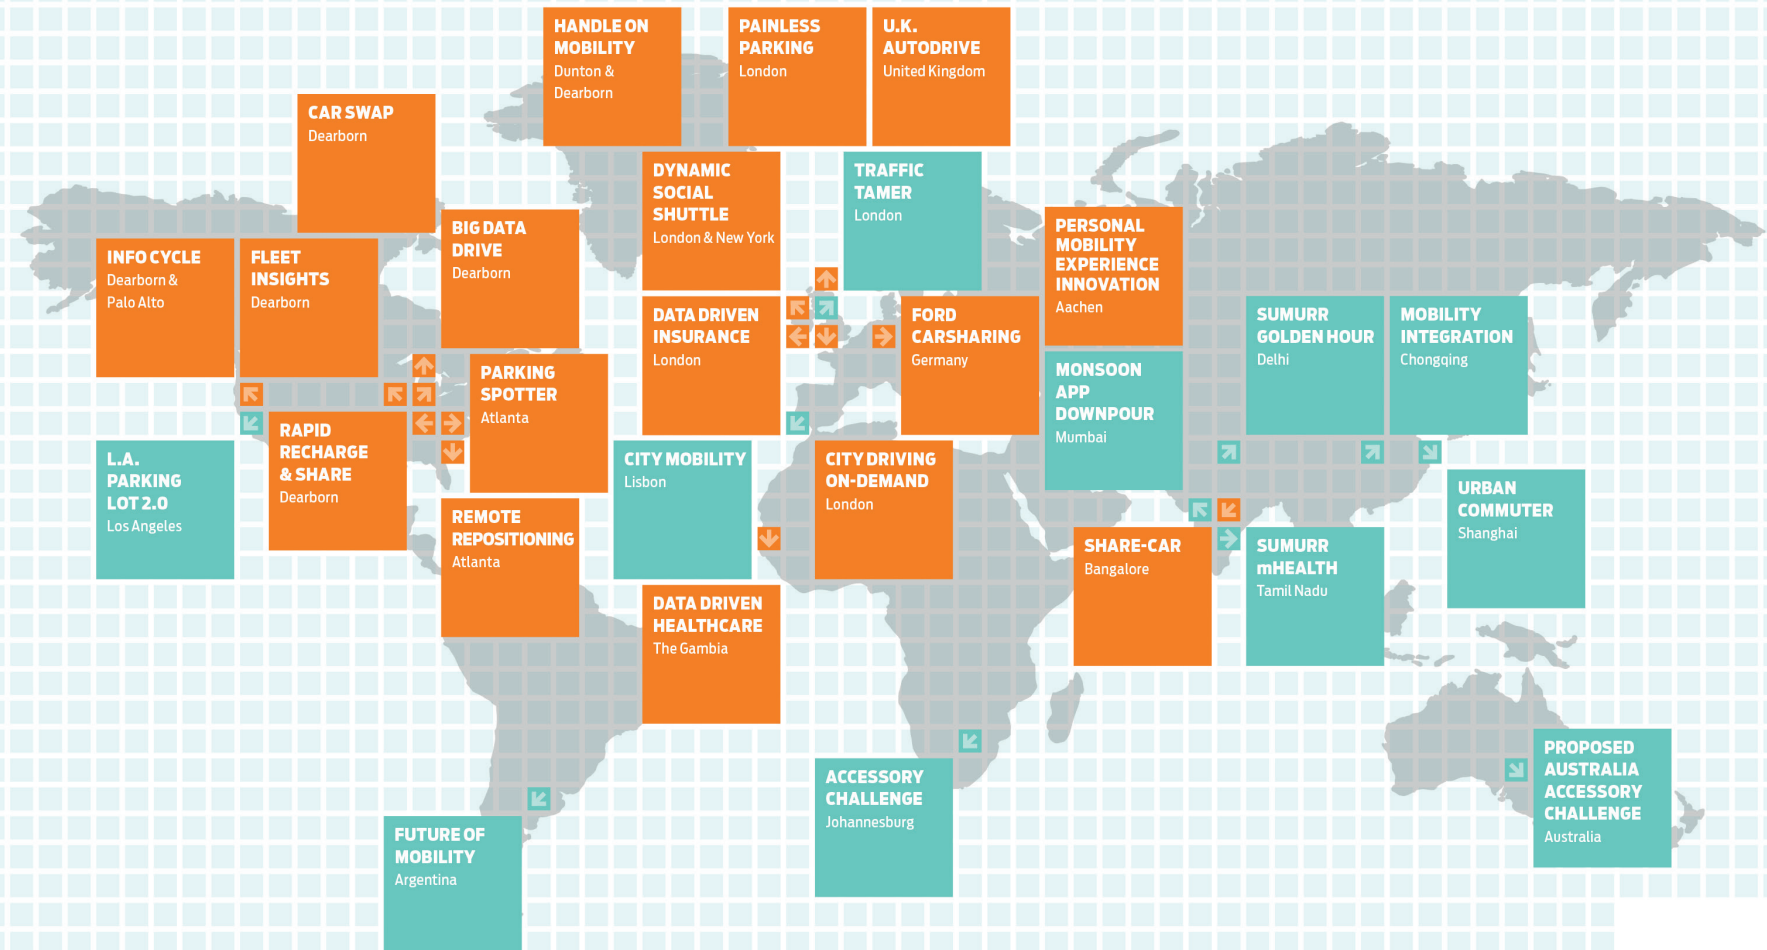 HANDLE ON
MOBILITY
Dunton &
Dearborn
PAINLESS
PARKING
London
U.K.
AUTODRIVE
United Kingdom
CAR SWAP
Dearborn
DYNAMIC
SOCIAL
SHUTTLE
London & New York
TRAFFIC
TAMER
London
BIG DATA
DRIVE
Dearborn
PERSONAL
MOBILITY
EXPERIENCE
INNOVATION
Aachen
INFO CYCLE
Dearborn &
Palo Alto
FLEET
INSIGHTS
Dearborn
DATA DRIVEN
INSURANCE
London
FORD
CARSHARING
Germany
SUMURR
GOLDEN HOUR
Delhi
MOBILITY
INTEGRATION
Chongqing
PARKING
SPOTTER
Atlanta
MONSOON
APP
DOWNPOUR
Mumbai
RAPID
RECHARGE
& SHARE
Dearborn
L.A.
PARKING
LOT 2.0
Los Angeles
CITY MOBILITY
Lisbon
CITY DRIVING
ON-DEMAND
London
URBAN
COMMUTER
Shanghai
REMOTE
REPOSITIONING
Atlanta
SHARE-CAR
Bangalore
SUMURR
mHEALTH
Tamil Nadu
DATA DRIVEN
HEALTHCARE
The Gambia
PROPOSED
AUSTRALIA
ACCESSORY
CHALLENGE
Australia
ACCESSORY
CHALLENGE
Johannesburg
FUTURE OF
MOBILITY
Argentina